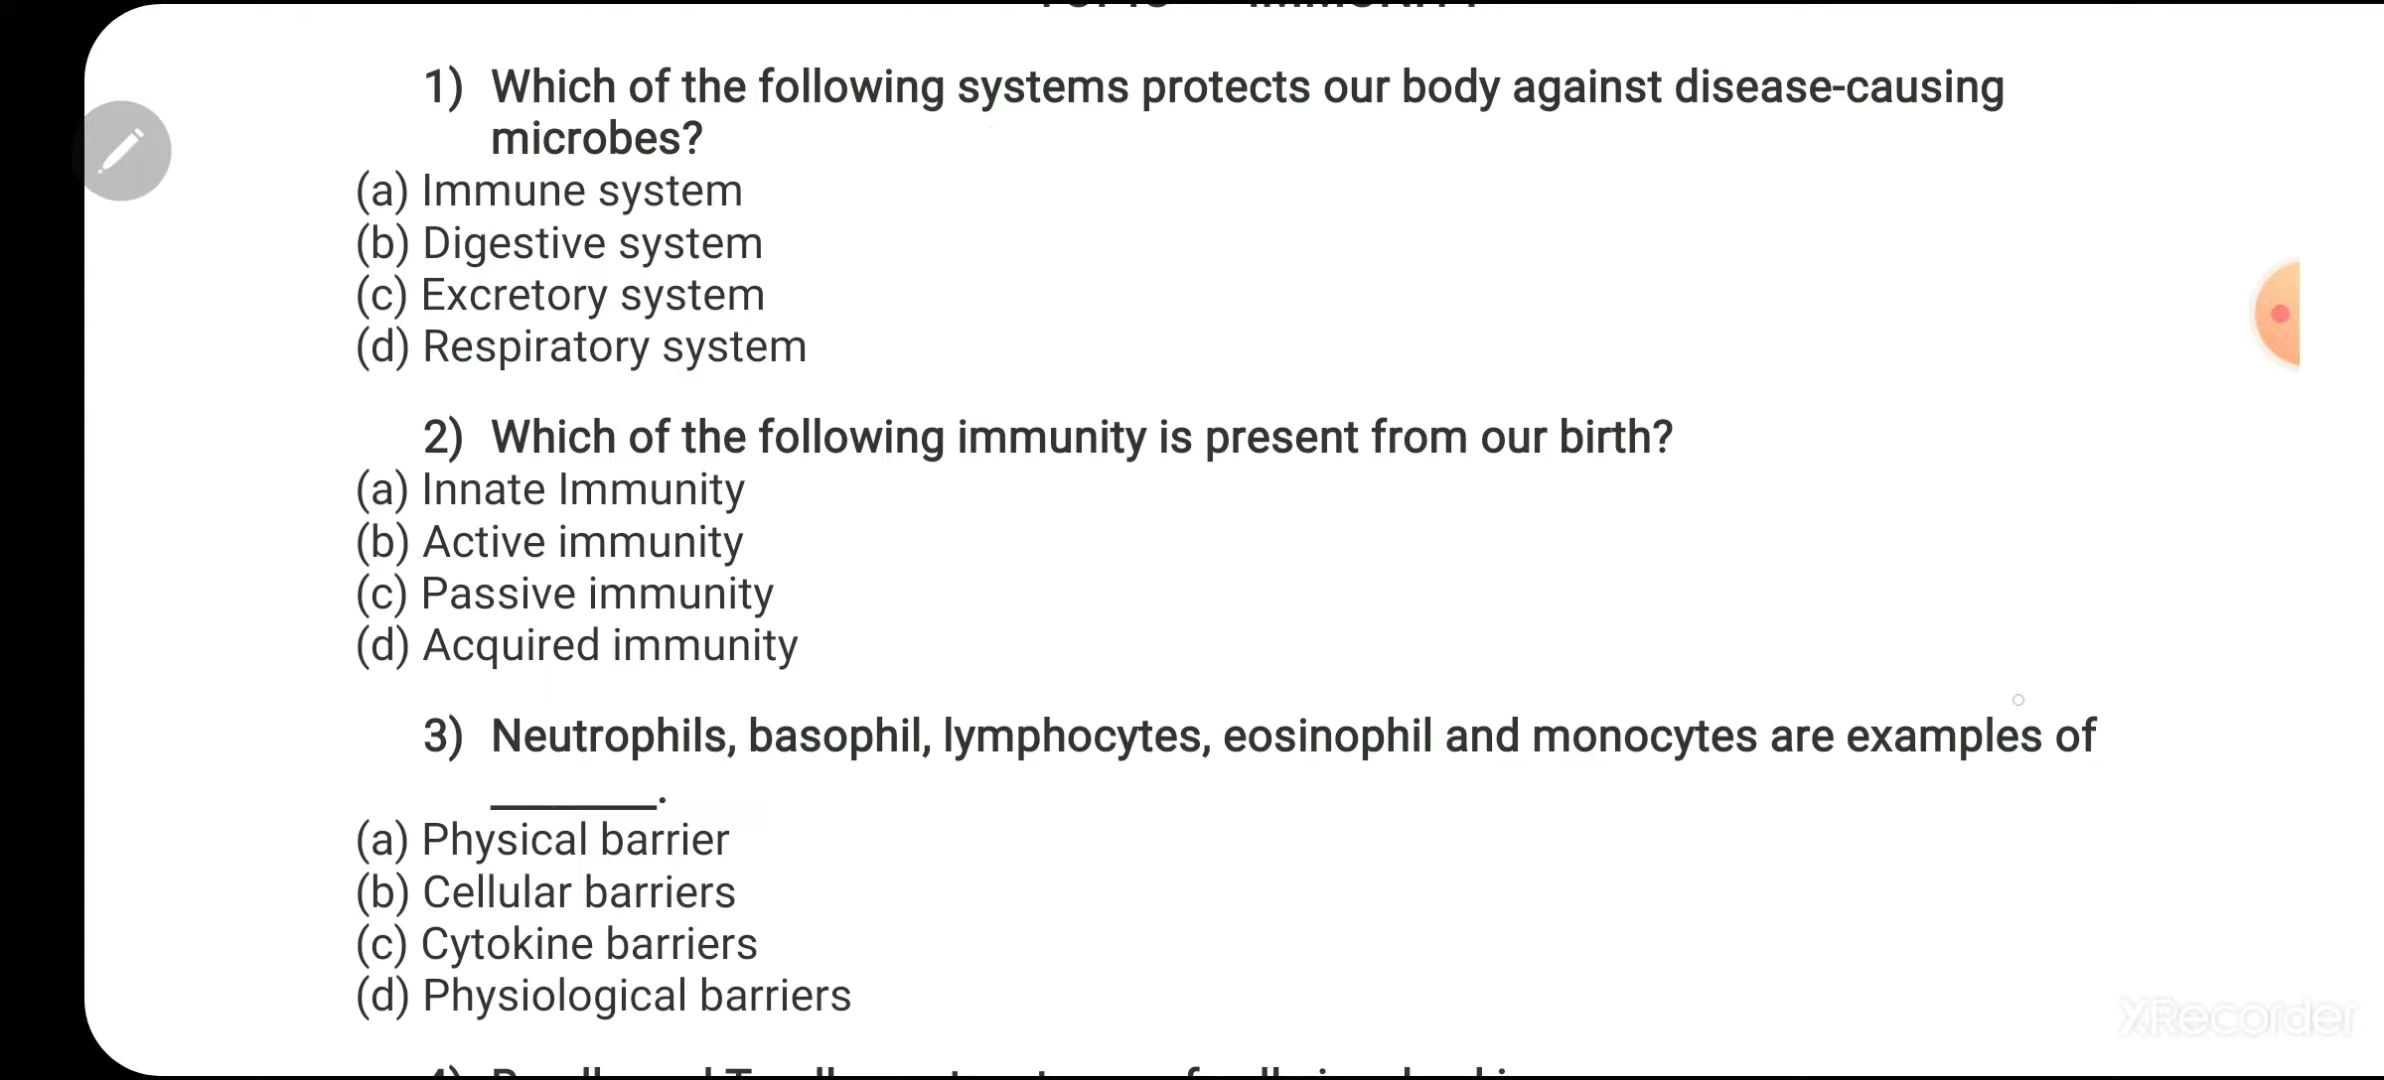 1) Which of the following systems protects our body against disease-causing
microbes?
(a) Immune system
(b) Digestive system
(c) Excretory system
(d) Respiratory system
2) Which of the following immunity is present from our birth?
(a) Innate Immunity
(b) Active immunity
(c) Passive immunity
(d) Acquired immunity
3) Neutrophils, basophil, lymphocytes, eosinophil and monocytes are examples of
________.
(a) Physical barrier
(b) Cellular barriers
(c) Cytokine barriers
(d) Physiological barriers
XRecorder